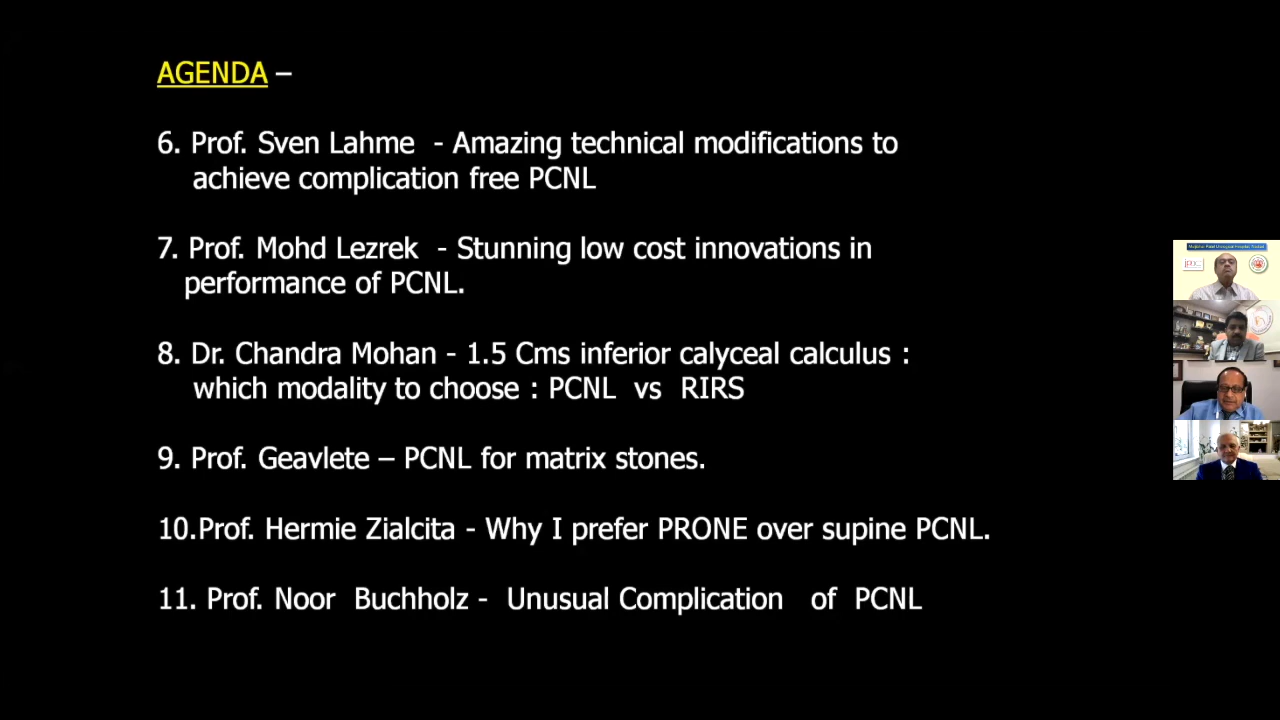 AGENDA –
6. Prof. Sven Lahme - Amazing technical modifications to
achieve complication free PCNL
7. Prof. Mohd Lezrek - Stunning low cost innovations in
performance of PCNL.
8. Dr. Chandra Mohan - 1.5 Cms inferior calyceal calculus :
which modality to choose : PCNL vs RIRS
9. Prof. Geavlete – PCNL for matrix stones.
10.Prof. Hermie Zialcita - Why I prefer PRONE over supine PCNL.
11. Prof. Noor Buchholz - Unusual Complication of PCNL